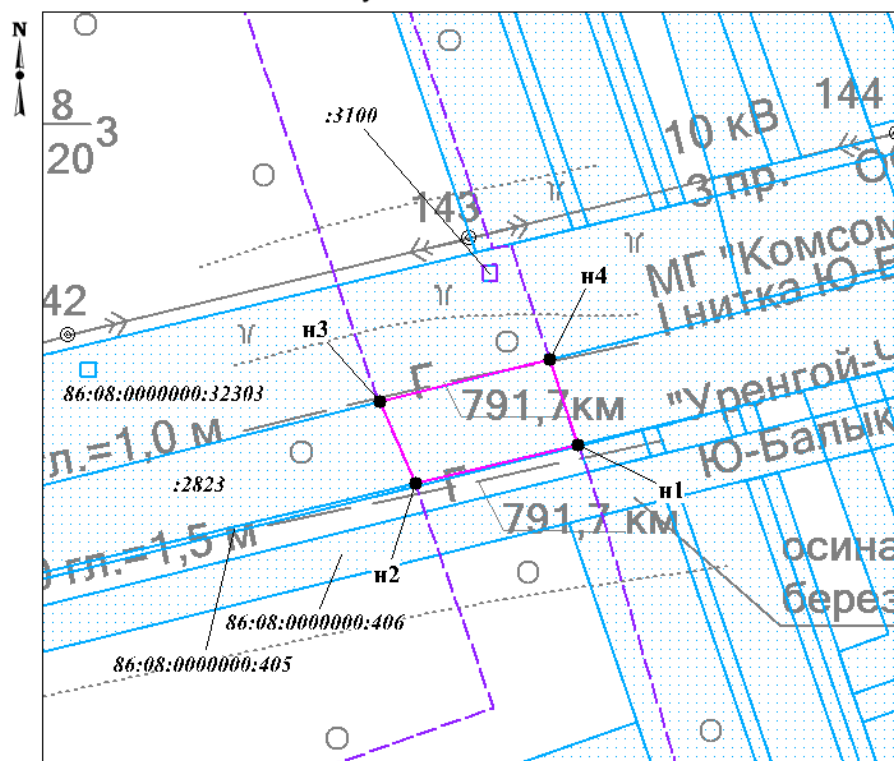 N
8
3
20
:3100
10 кВ
144
3 пр.
143
МГ "Комсом
I нитка Ю-Б
н4
42
н3
Г
86:08:0000000:32303
791,7км
"Уренгой-Ч
гл.=1,0 м
Ю-Балык
:2823
н1
Г
791,7 км
гл.=1,5 м
осина
н2
берез
86:08:0000000:406
86:08:0000000:405